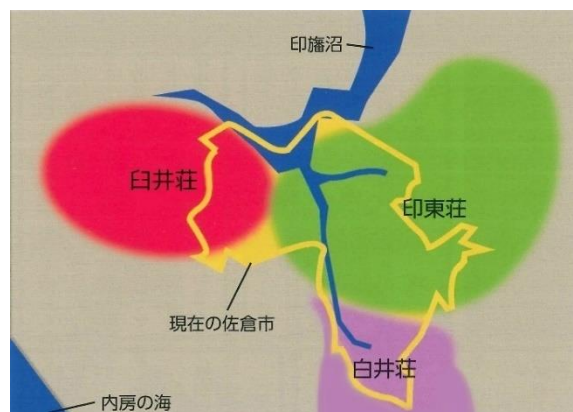 印旛沼
臼井荘
印東荘
現在の佐倉市
白井荘
内房の海